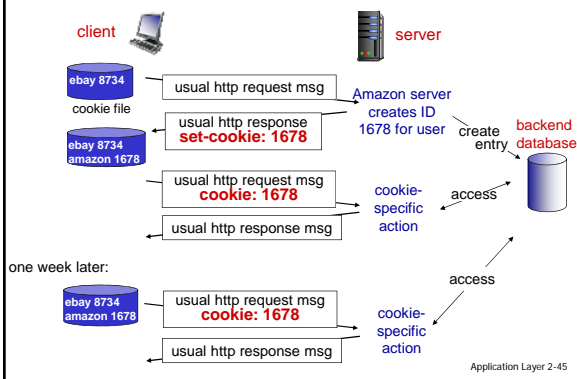 client
server
ebay 8734
cookie file
usual http request msg
Amazon server
creates ID
1678 for user
usual http response
set-cookie: 1678
ebay 8734
amazon 1678
create
entry
backend
database
usual http request msg
cookie: 1678
cookie-
specific
action
access
usual http response msg
one week later:
access
ebay 8734
amazon 1678
usual http request msg
cookie: 1678
cookie-
specific
action
usual http response msg
Application Layer 2-45